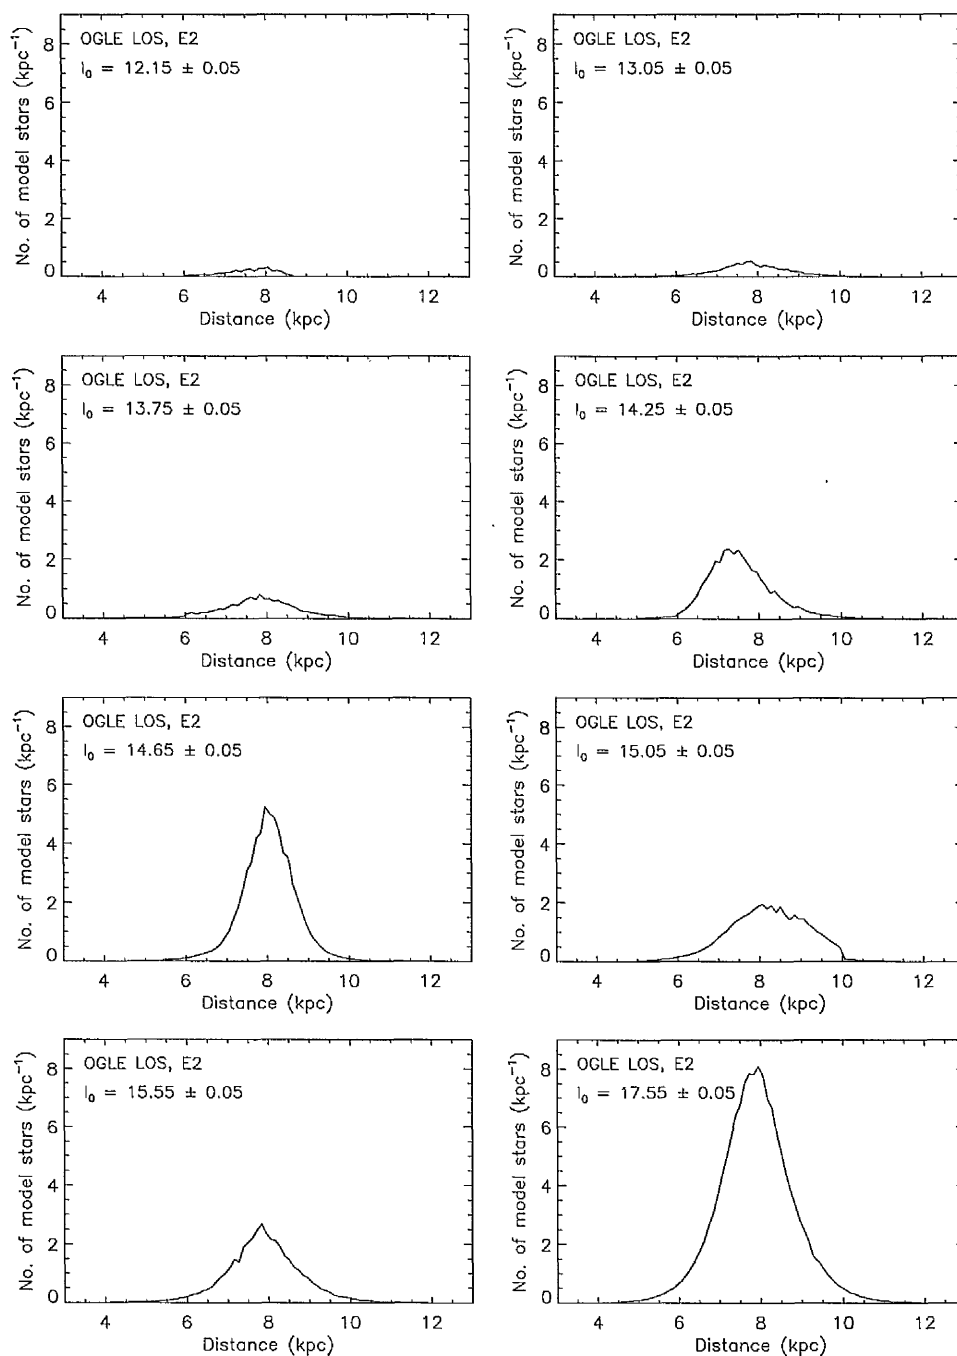 OGLE LOS, E2
I₀ = 12.15 ± 0.05
No. of model stars (kpc⁻¹)
8
6
4
2
0
4 6 8 10 12
Distance (kpc)
OGLE LOS, E2
I₀ = 13.05 ± 0.05
No. of model stars (kpc⁻¹)
8
6
4
2
0
4 6 8 10 12
Distance (kpc)
OGLE LOS, E2
I₀ = 13.75 ± 0.05
No. of model stars (kpc⁻¹)
8
6
4
2
0
4 6 8 10 12
Distance (kpc)
OGLE LOS, E2
I₀ = 14.25 ± 0.05
No. of model stars (kpc⁻¹)
8
6
4
2
0
4 6 8 10 12
Distance (kpc)
OGLE LOS, E2
I₀ = 14.65 ± 0.05
No. of model stars (kpc⁻¹)
8
6
4
2
0
4 6 8 10 12
Distance (kpc)
OGLE LOS, E2
I₀ = 15.05 ± 0.05
No. of model stars (kpc⁻¹)
8
6
4
2
0
4 6 8 10 12
Distance (kpc)
OGLE LOS, E2
I₀ = 15.55 ± 0.05
No. of model stars (kpc⁻¹)
8
6
4
2
0
4 6 8 10 12
Distance (kpc)
OGLE LOS, E2
I₀ = 17.55 ± 0.05
No. of model stars (kpc⁻¹)
8
6
4
2
0
4 6 8 10 12
Distance (kpc)